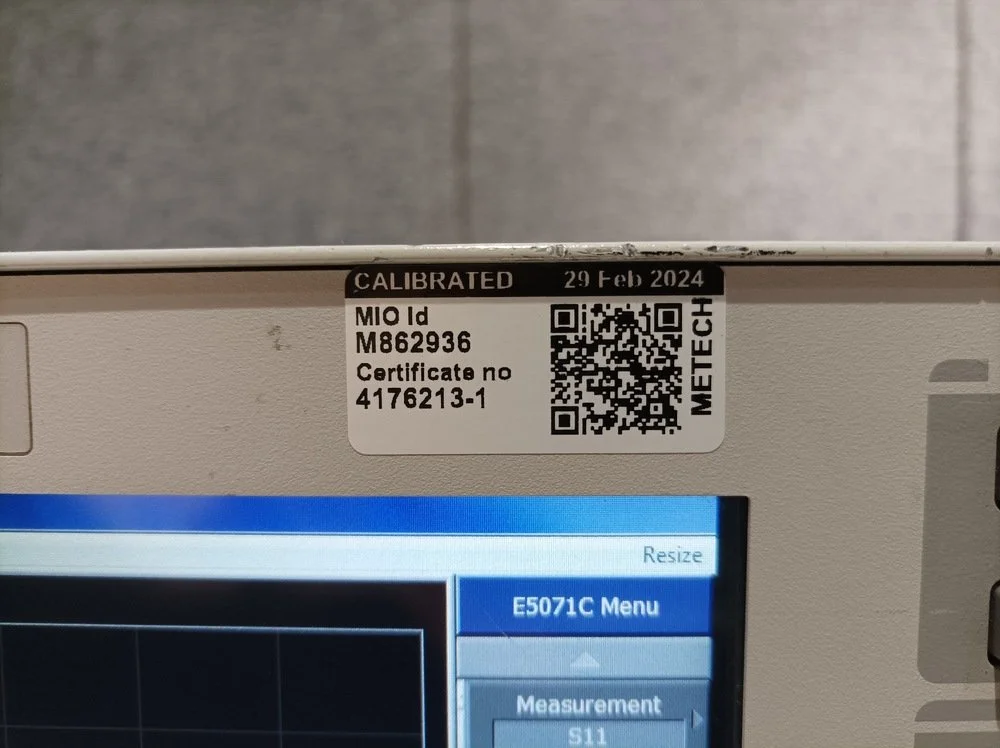 CALIBRATED 29 Feb 2024
MIO Id
M862936
Certificate no
4176213-1
METECH
Resize
E5071C Menu
Measurement
S11